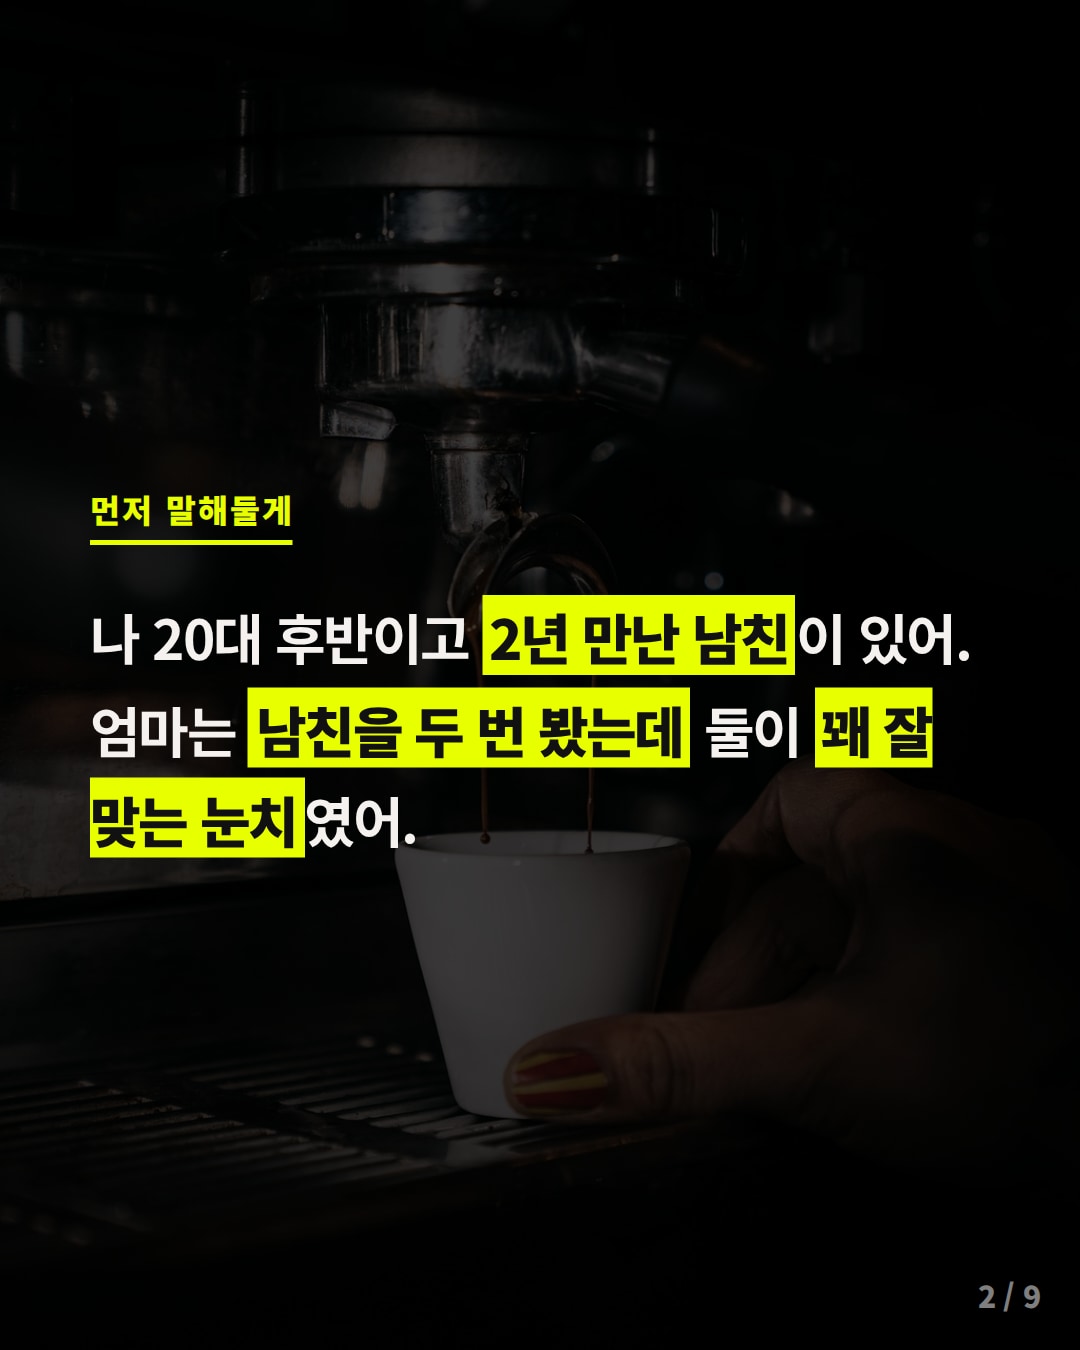 먼저 말해둘게
나 20대 후반이고 2년 만난 남친이 있어.
엄마는 남친을 두 번 봤는데 둘이 꽤 잘
맞는 눈치였어.
2 / 9